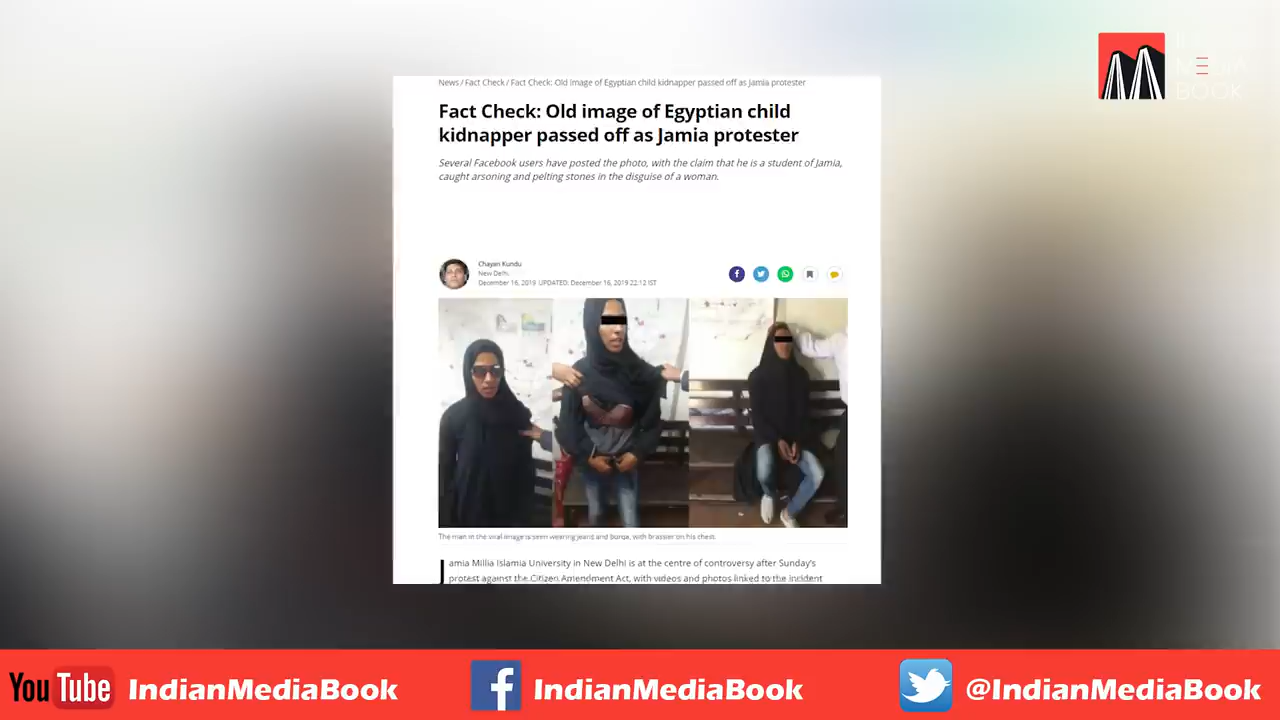 News / Fact Check / Fact Check: Old image of Egyptian child kidnapper passed off as Jamia protester
Fact Check: Old image of Egyptian child
kidnapper passed off as Jamia protester
Several Facebook users have posted the photo, with the claim that he is a student of Jamia,
caught arsoning and pelting stones in the disguise of a woman.
Chayan Kundu
New Delhi
December 16, 2019 UPDATED: December 16, 2019 22:12 IST
The man in the viral image is seen wearing jeans and burqa, with brassier on his chest.
Jamia Millia Islamia University in New Delhi is at the centre of controversy after Sunday's
protest against the Citizen Amendment Act, with videos and photos linked to the incident
BOOK
You Tube IndianMediaBook
f IndianMediaBook
@IndianMediaBook